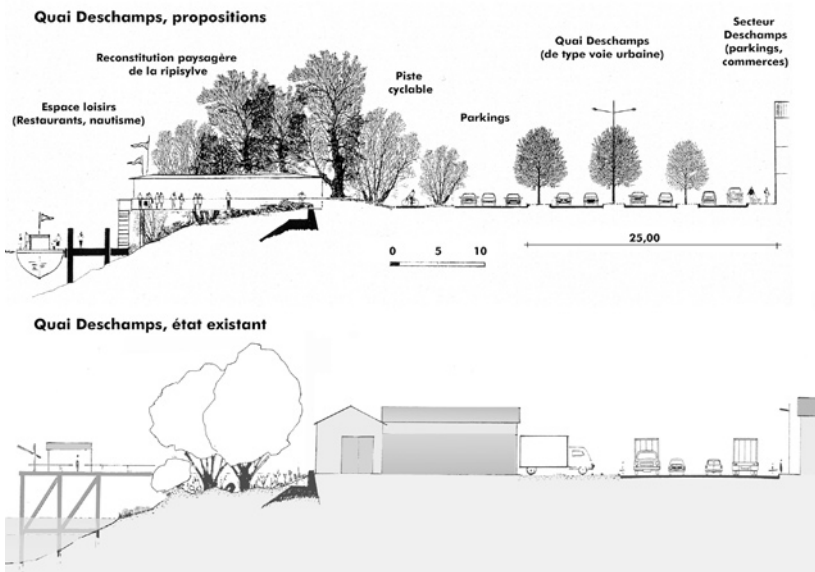 Quai Deschamps, propositions
Reconstitution paysagère
de la ripisylve
Espace loisirs
(Restaurants, nautisme)
Piste
cyclable
Parkings
Quai Deschamps
(de type voie urbaine)
Secteur
Deschamps
(parkings,
commerces)
0 5 10
25,00
Quai Deschamps, état existant